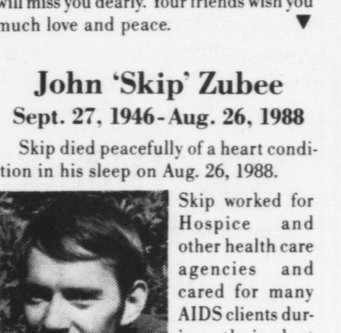 will miss you dearly. Your friends wish you
much love and peace. ▼
John ‘Skip’ Zubee
Sept. 27, 1946-Aug. 26, 1988
Skip died peacefully of a heart condi-
tion in his sleep on Aug. 26, 1988.
Skip worked for
Hospice and
other health care
agencies and
cared for many
AIDS clients dur-